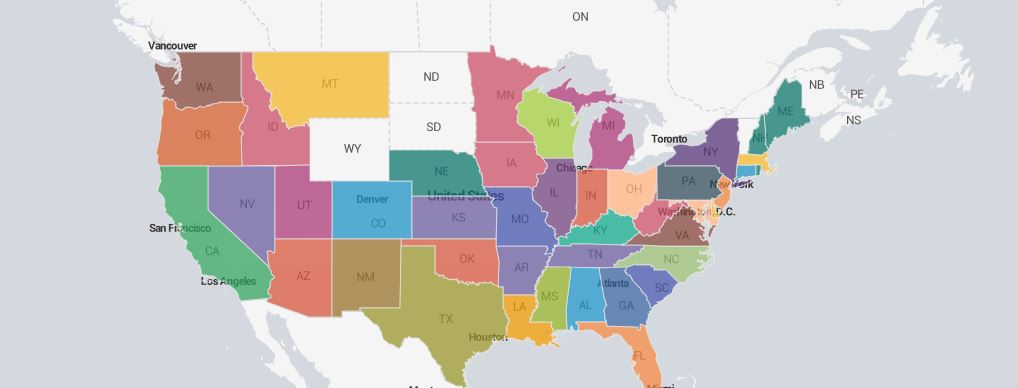 ON
Vancouver
WA
MT
ND
NB
PE
MN
ME
NS
WI
MI
SD
OR
ID
Toronto
NH
WY
NY
IA
Chicago
NE
PA
New York
OH
IL
IN
United States
Denver
NV
UT
CO
KS
MO
Washington, D.C.
San Francisco
KY
VA
CA
TN
NC
OK
AR
AZ
NM
Los Angeles
Atlanta
SC
MS
LA
AL
GA
TX
Houston
FL
Miami